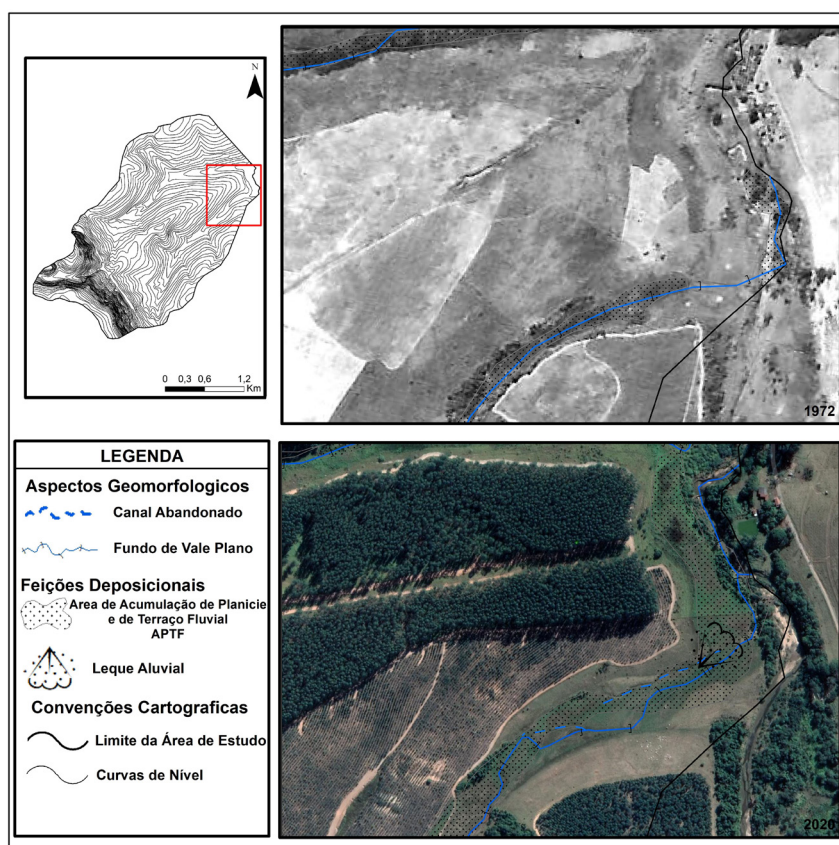 N
0 0,3 0,6 1,2
Km
1972
LEGENDA
Aspectos Geomorfologicos
Canal Abandonado
Fundo de Vale Plano
Feições Deposicionais
Área de Acumulação de Planicie
e de Terraço Fluvial
APTF
Leque Aluvial
Convenções Cartograficas
Limite da Área de Estudo
Curvas de Nível
2020